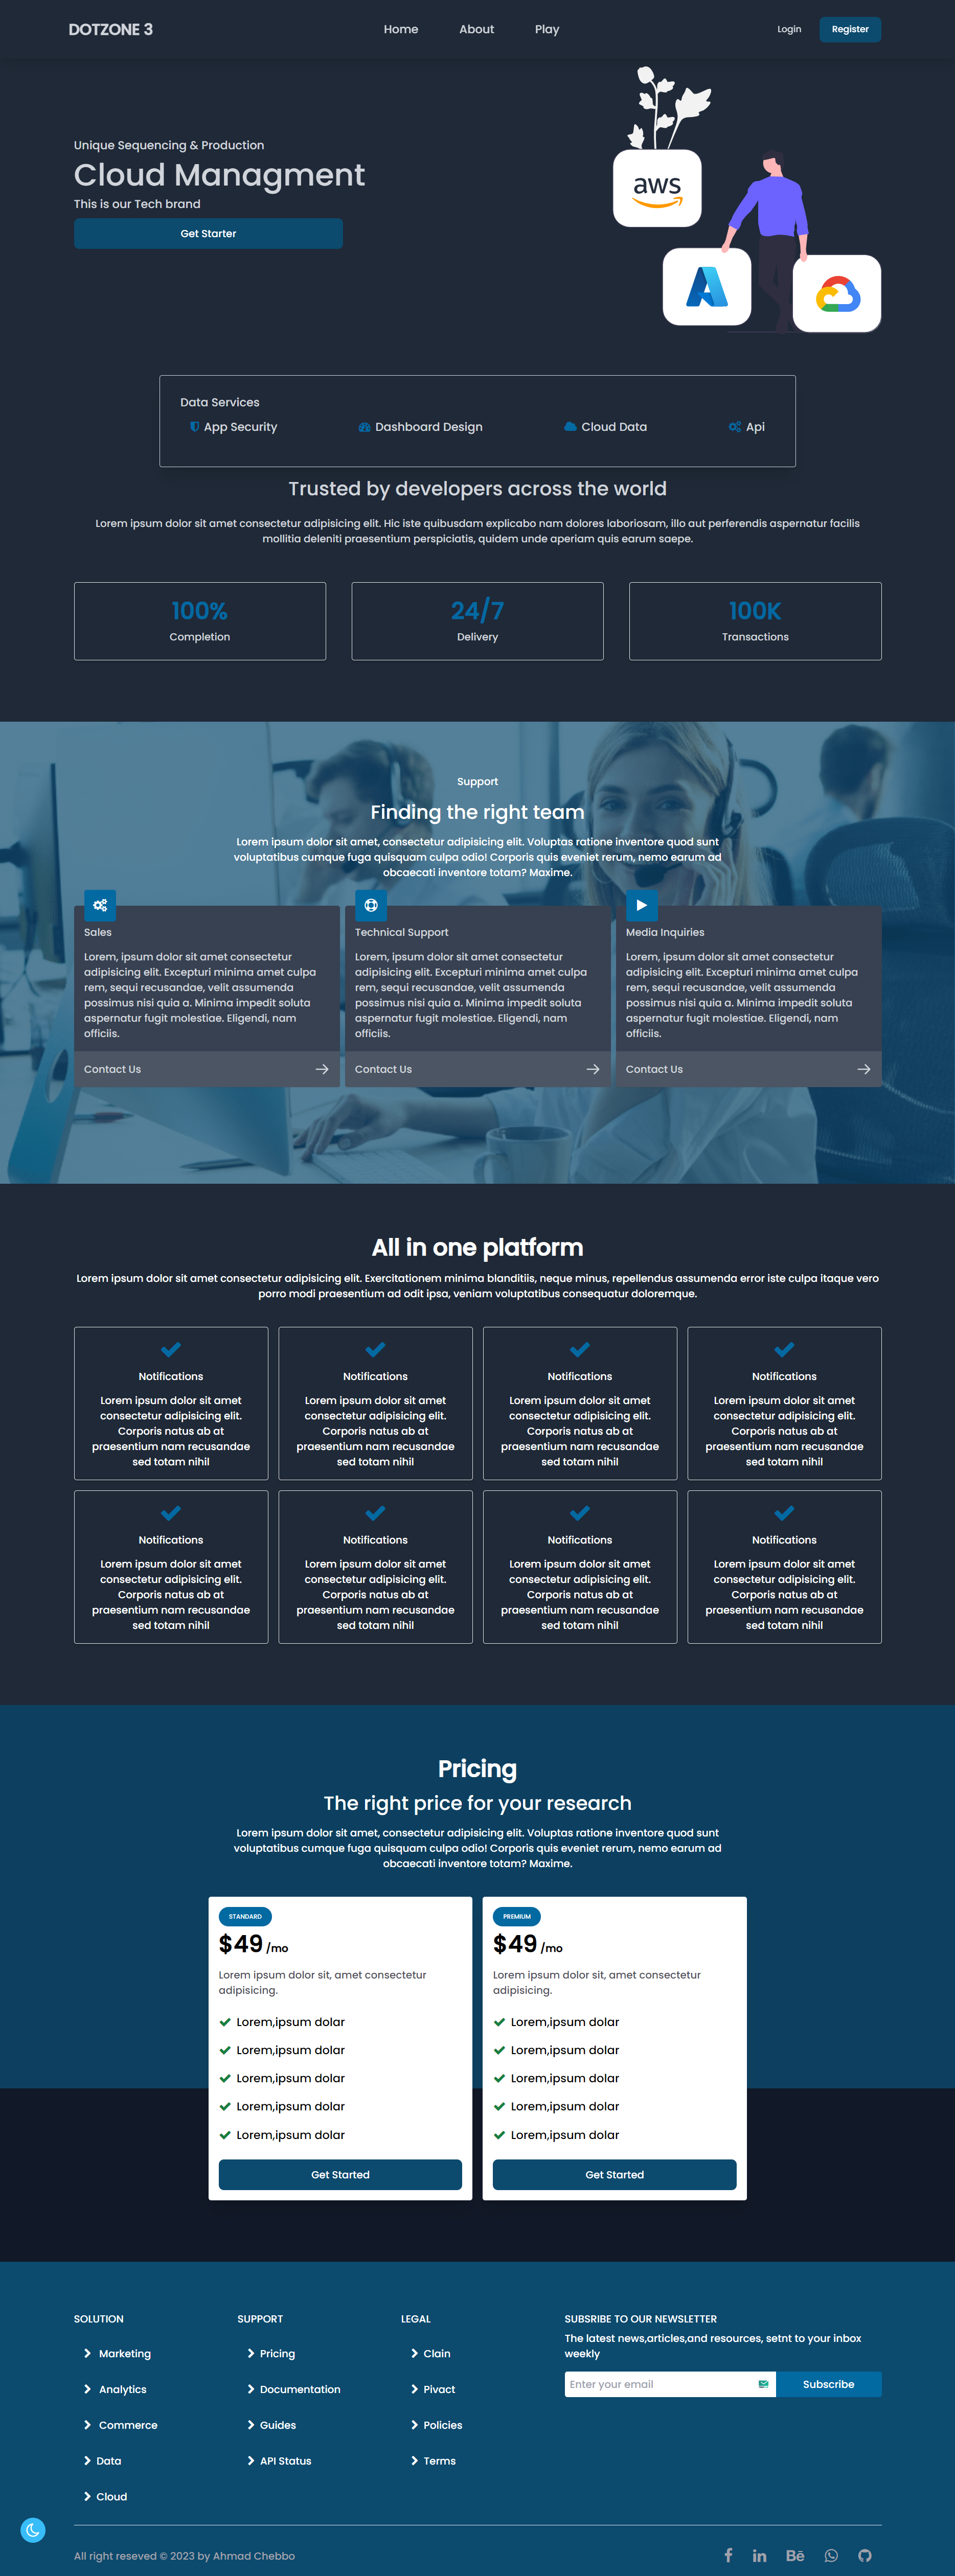 DOTZONE 3
Home
About
Play
Login
Register
Unique Sequencing & Production
Cloud Managment
This is our Tech brand
Get Starter
aws
Data Services
App Security
Dashboard Design
Cloud Data
Api
Trusted by developers across the world
Lorem ipsum dolor sit amet consectetur adipisicing elit. Hic iste quibusdam explicabo nam dolores laboriosam, illo aut perferendis aspernatur facilis
mollitia deleniti praesentium perspiciatis, quidem unde aperiam quis earum saepe.
100%
Completion
24/7
Delivery
100K
Transactions
Support
Finding the right team
Lorem ipsum dolor sit amet, consectetur adipisicing elit. Voluptas ratione inventore quod sunt
voluptatibus cumque fuga quisquam culpa odio! Corporis quis eveniet rerum, nemo earum ad
obcaecati inventore totam? Maxime.
Sales
Lorem, ipsum dolor sit amet consectetur
adipisicing elit. Excepturi minima amet culpa
rem, sequi recusandae, velit assumenda
possimus nisi quia a. Minima impedit soluta
aspernatur fugit molestiae. Eligendi, nam
officiis.
Contact Us
Technical Support
Lorem, ipsum dolor sit amet consectetur
adipisicing elit. Excepturi minima amet culpa
rem, sequi recusandae, velit assumenda
possimus nisi quia a. Minima impedit soluta
aspernatur fugit molestiae. Eligendi, nam
officiis.
Contact Us
Media Inquiries
Lorem, ipsum dolor sit amet consectetur
adipisicing elit. Excepturi minima amet culpa
rem, sequi recusandae, velit assumenda
possimus nisi quia a. Minima impedit soluta
aspernatur fugit molestiae. Eligendi, nam
officiis.
Contact Us
All in one platform
Lorem ipsum dolor sit amet consectetur adipisicing elit. Exercitationem minima blanditiis, neque minus, repellendus assumenda error iste culpa itaque vero
porro modi praesentium ad odit ipsa, veniam voluptatibus consequatur doloremque.
Notifications
Lorem ipsum dolor sit amet
consectetur adipisicing elit.
Corporis natus ab at
praesentium nam recusandae
sed totam nihil
Notifications
Lorem ipsum dolor sit amet
consectetur adipisicing elit.
Corporis natus ab at
praesentium nam recusandae
sed totam nihil
Notifications
Lorem ipsum dolor sit amet
consectetur adipisicing elit.
Corporis natus ab at
praesentium nam recusandae
sed totam nihil
Notifications
Lorem ipsum dolor sit amet
consectetur adipisicing elit.
Corporis natus ab at
praesentium nam recusandae
sed totam nihil
Notifications
Lorem ipsum dolor sit amet
consectetur adipisicing elit.
Corporis natus ab at
praesentium nam recusandae
sed totam nihil
Notifications
Lorem ipsum dolor sit amet
consectetur adipisicing elit.
Corporis natus ab at
praesentium nam recusandae
sed totam nihil
Notifications
Lorem ipsum dolor sit amet
consectetur adipisicing elit.
Corporis natus ab at
praesentium nam recusandae
sed totam nihil
Notifications
Lorem ipsum dolor sit amet
consectetur adipisicing elit.
Corporis natus ab at
praesentium nam recusandae
sed totam nihil
Pricing
The right price for your research
Lorem ipsum dolor sit amet, consectetur adipisicing elit. Voluptas ratione inventore quod sunt
voluptatibus cumque fuga quisquam culpa odio! Corporis quis eveniet rerum, nemo earum ad
obcaecati inventore totam? Maxime.
STANDARD
$49 /mo
Lorem ipsum dolor sit, amet consectetur
adipisicing.
Lorem,ipsum dolar
Lorem,ipsum dolar
Lorem,ipsum dolar
Lorem,ipsum dolar
Lorem,ipsum dolar
Get Started
PREMIUM
$49 /mo
Lorem ipsum dolor sit, amet consectetur
adipisicing.
Lorem,ipsum dolar
Lorem,ipsum dolar
Lorem,ipsum dolar
Lorem,ipsum dolar
Lorem,ipsum dolar
Get Started
SOLUTION
Marketing
Analytics
Commerce
Data
Cloud
SUPPORT
Pricing
Documentation
Guides
API Status
LEGAL
Clain
Pivact
Policies
Terms
SUBSRIBE TO OUR NEWSLETTER
The latest news,articles,and resources, setnt to your inbox
weekly
Enter your email
Subscribe
All right reseved © 2023 by Ahmad Chebbo